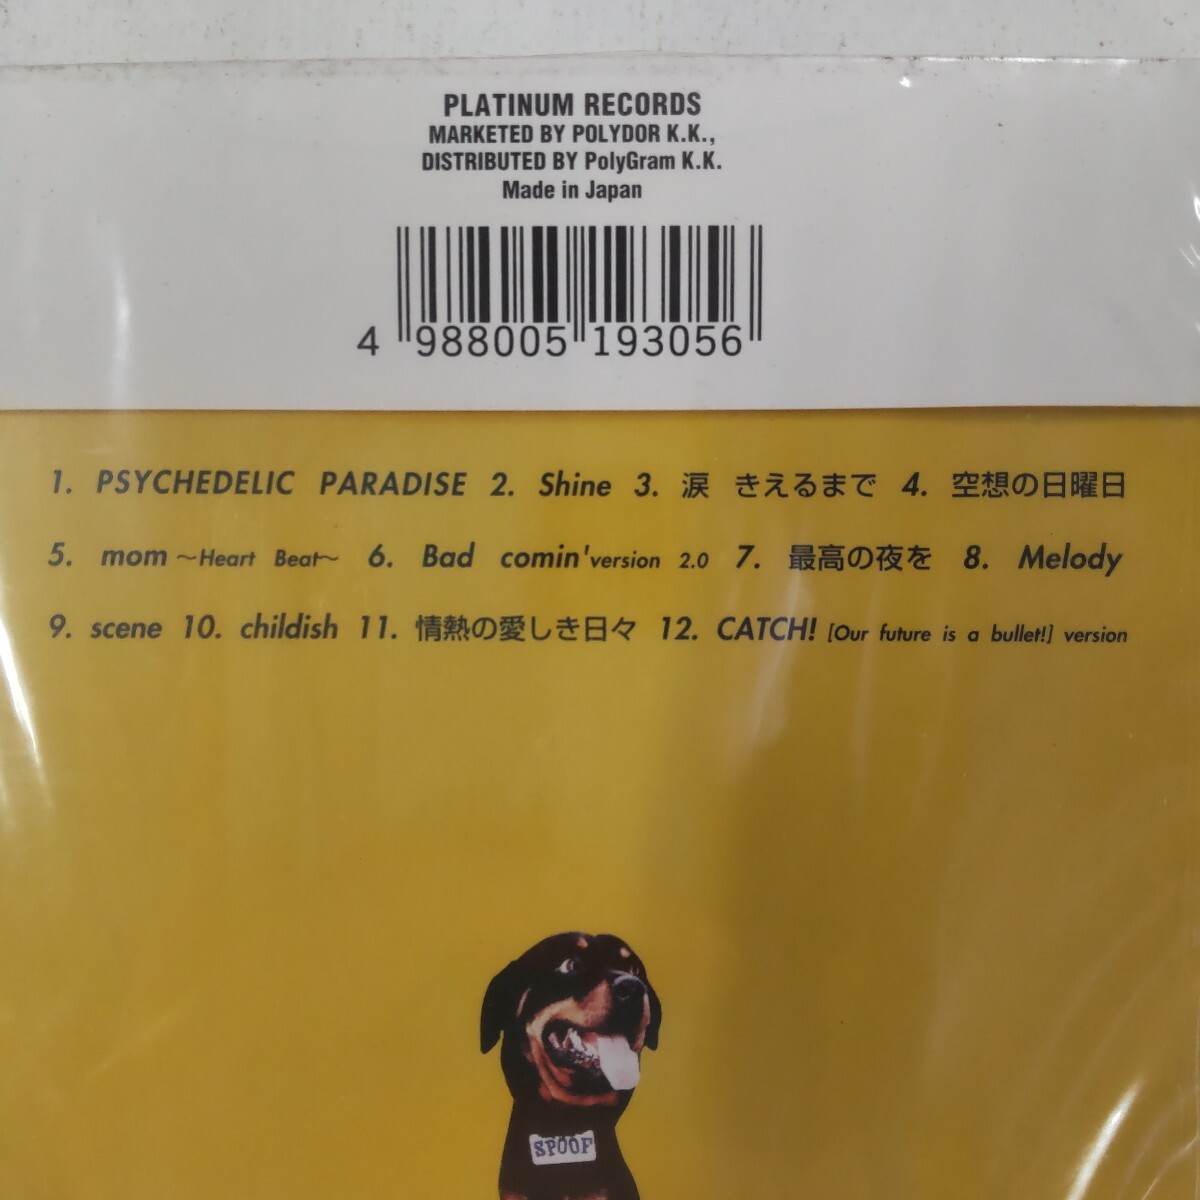 PLATINUM RECORDS
MARKETED BY POLYDOR K.K.,
DISTRIBUTED BY PolyGram K.K.
Made in Japan
4 988005 193056
1. PSYCHEDELIC PARADISE 2. Shine 3. 涙 きえるまで 4. 空想の日曜日
5. mom ～Heart Beat～ 6. Bad comin' version 2.0 7. 最高の夜を 8. Melody
9. scene 10. childish 11. 情熱の愛しき日々 12. CATCH! [Our future is a bullet!] version
SPOOF